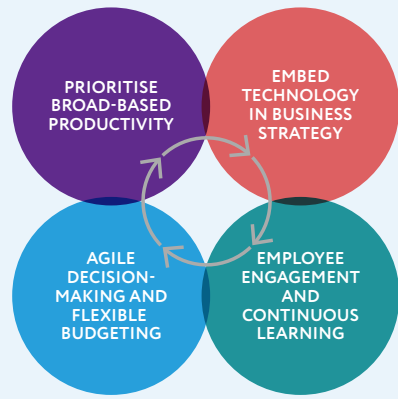 PRIORITISE
BROAD-BASED
PRODUCTIVITY
EMBED
TECHNOLOGY
IN BUSINESS
STRATEGY
AGILE
DECISION-
MAKING AND
FLEXIBLE
BUDGETING
EMPLOYEE
ENGAGEMENT
AND
CONTINUOUS
LEARNING